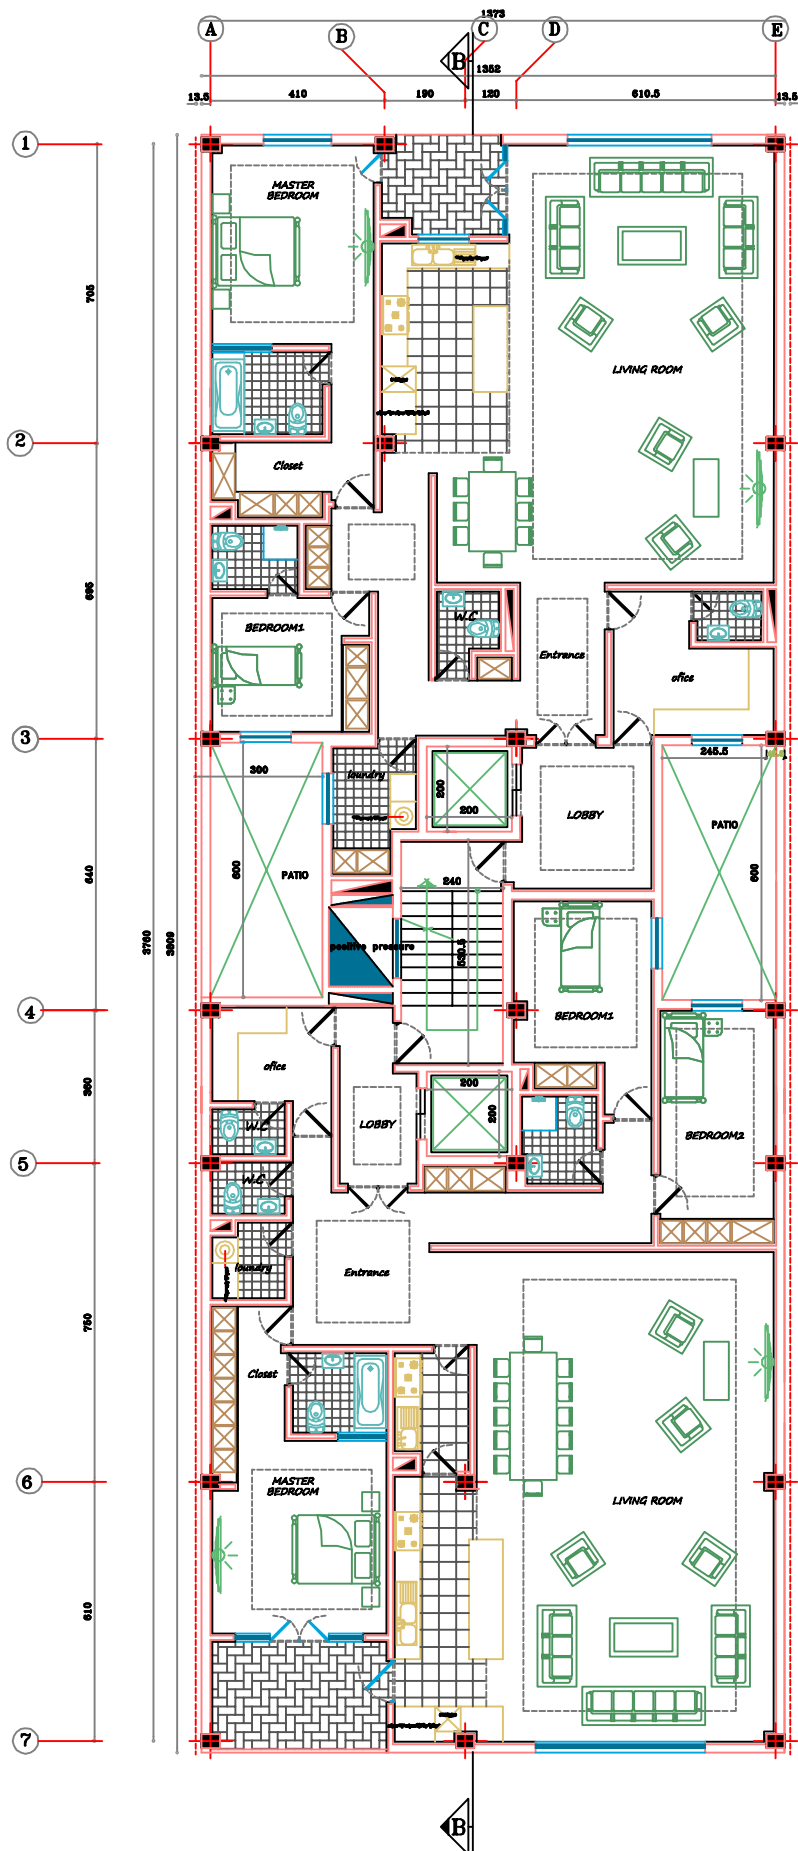 1373
A
B
C
D
E
B
1352
13.5
410
190
120
610.5
13.5
1
MASTER
BEDROOM
705
LIVING ROOM
2
Closet
695
W.C
BEDROOM1
Entrance
ofice
3
300
loundry
200
200
245.5
LOBBY
PATIO
640
600
PATIO
240
600
3760
3809
positive pressure
530.5
4
BEDROOM1
ofice
360
200
200
W.C
LOBBY
BEDROOM2
5
W.C
loundry
Entrance
750
Closet
6
MASTER
BEDROOM
LIVING ROOM
610
7
B